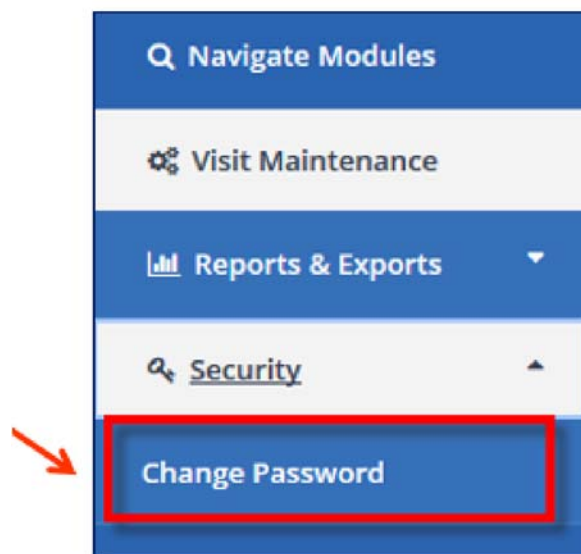 Navigate Modules
Visit Maintenance
Reports & Exports
Security
Change Password